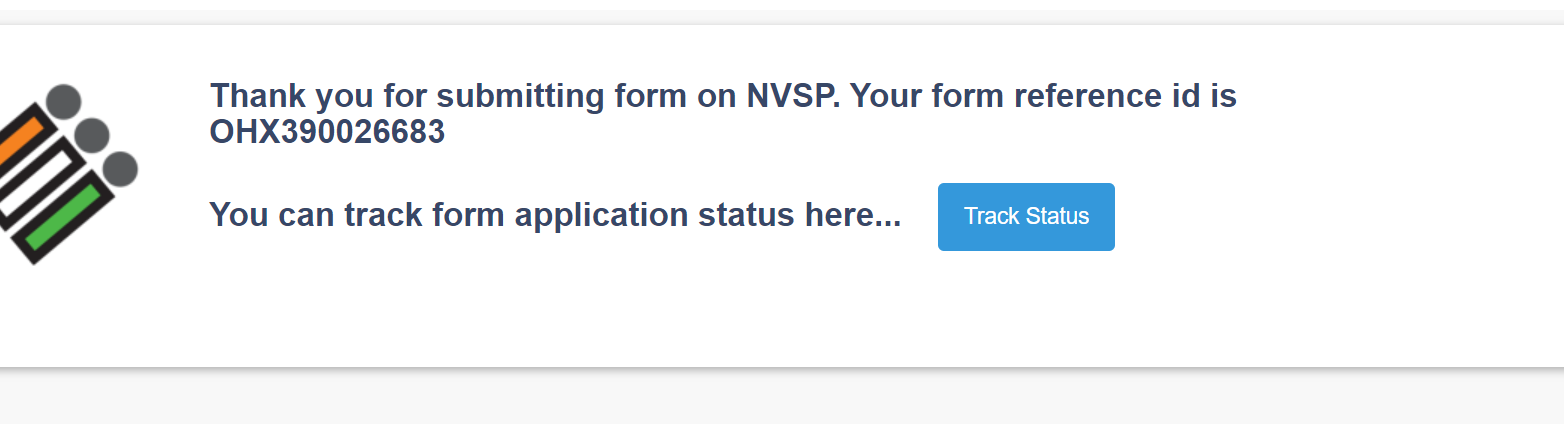 Thank you for submitting form on NVSP. Your form reference id is
OHX390026683
You can track form application status here...
Track Status